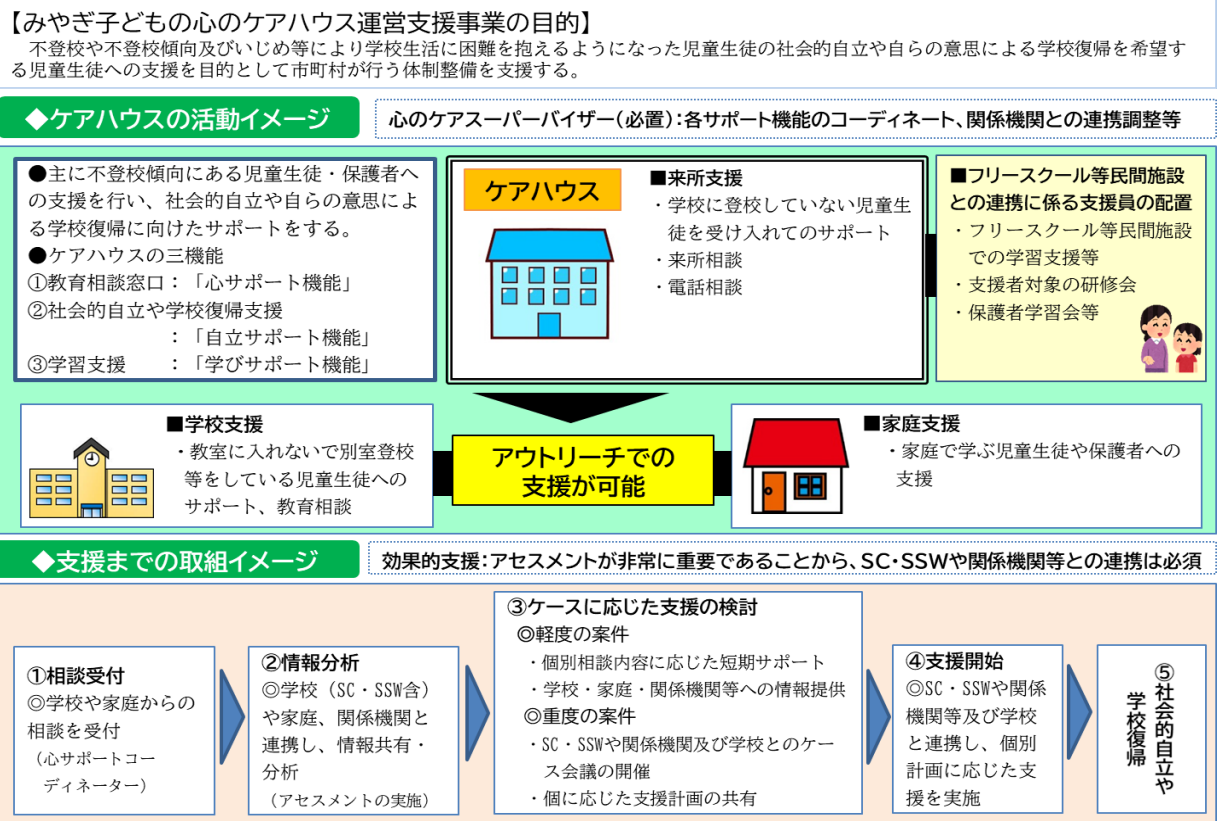 【みやぎ子どもの心のケアハウス運営支援事業の目的】
不登校や不登校傾向及びいじめ等により学校生活に困難を抱えるようになった児童生徒の社会的自立や自らの意思による学校復帰を希望す
る児童生徒への支援を目的として市町村が行う体制整備を支援する。
◆ケアハウスの活動イメージ
心のケアスーパーバイザー(必置):各サポート機能のコーディネート、関係機関との連携調整等
●主に不登校傾向にある児童生徒・保護者へ
の支援を行い、社会的自立や自らの意思によ
る学校復帰に向けたサポートをする。
●ケアハウスの三機能
①教育相談窓口:「心サポート機能」
②社会的自立や学校復帰支援
:「自立サポート機能」
③学習支援 :「学びサポート機能」
ケアハウス
■来所支援
・学校に登校していない児童生
徒を受け入れてのサポート
・来所相談
・電話相談
■フリースクール等民間施設
との連携に係る支援員の配置
・フリースクール等民間施設
での学習支援等
・支援者対象の研修会
・保護者学習会等
■学校支援
・教室に入れないで別室登校
等をしている児童生徒への
サポート、教育相談
アウトリーチでの
支援が可能
■家庭支援
・家庭で学ぶ児童生徒や保護者への
支援
◆支援までの取組イメージ
効果的支援:アセスメントが非常に重要であることから、SC・SSWや関係機関等との連携は必須
①相談受付
◎学校や家庭からの
相談を受付
(心サポートコー
ディネーター)
②情報分析
◎学校(SC・SSW含)
や家庭、関係機関と
連携し、情報共有・
分析
(アセスメントの実施)
③ケースに応じた支援の検討
◎軽度の案件
・個別相談内容に応じた短期サポート
・学校・家庭・関係機関等への情報提供
◎重度の案件
・SC・SSWや関係機関及び学校とのケー
ス会議の開催
・個に応じた支援計画の共有
④支援開始
◎SC・SSWや関係
機関等及び学校
と連携し、個別
計画に応じた支
援を実施
⑤社会的自立や
学校復帰